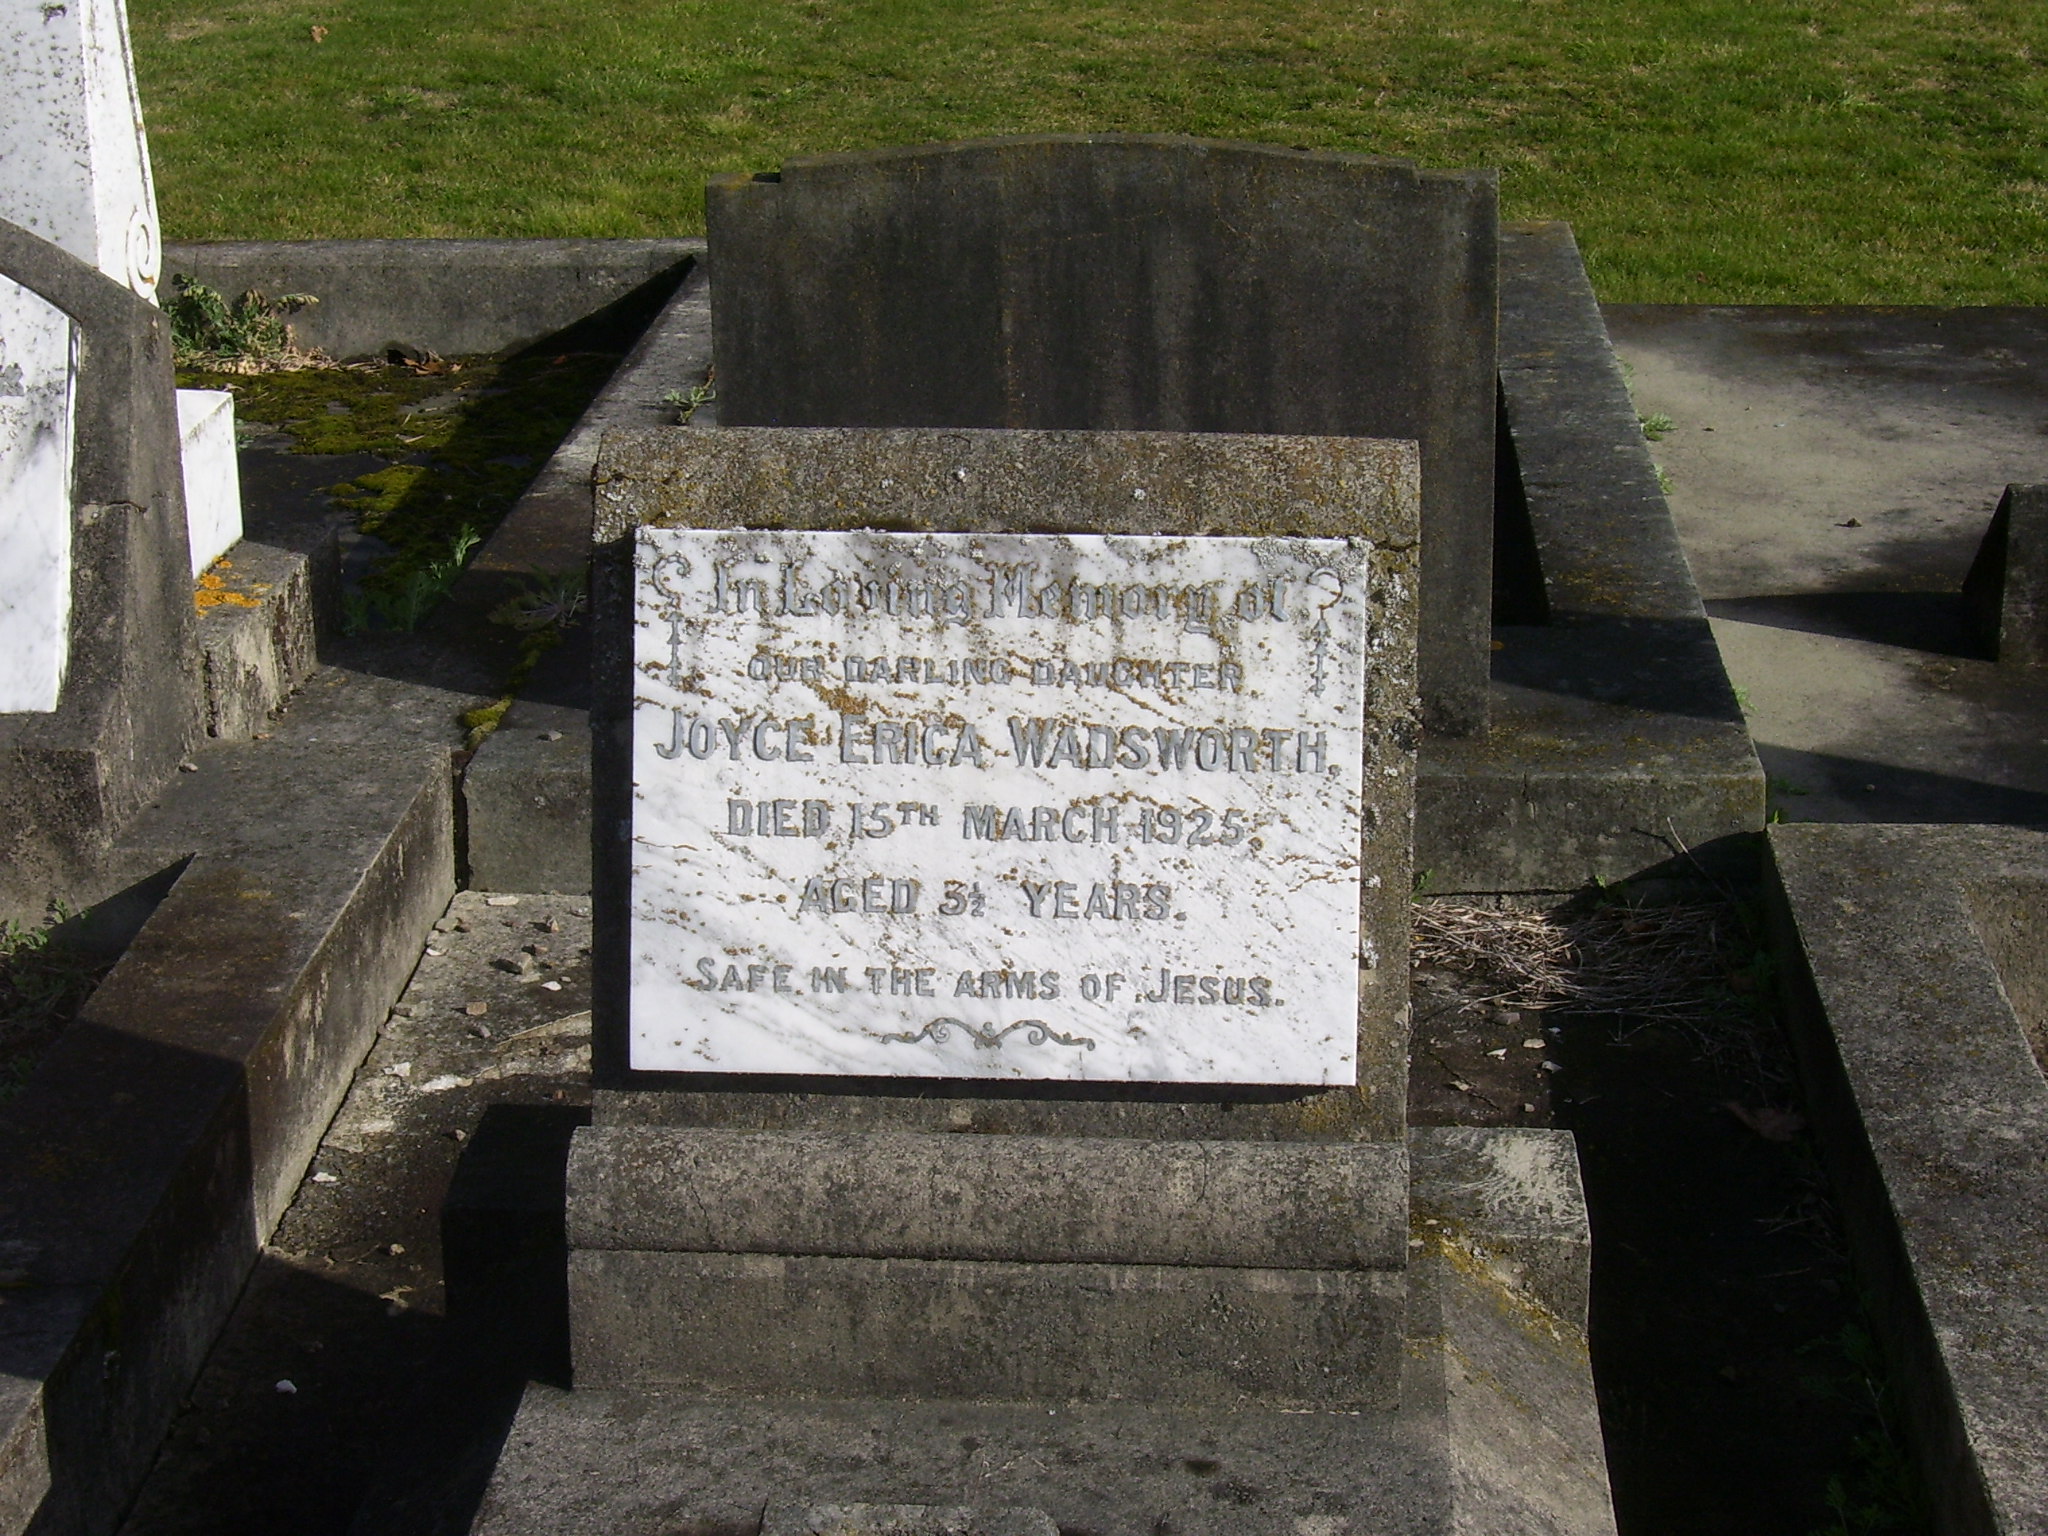 In Loving Memory of
OUR DARLING DAUGHTER
JOYCE ERICA WADSWORTH,
DIED 15TH MARCH 1925,
AGED 3½ YEARS.
SAFE IN THE ARMS OF JESUS.